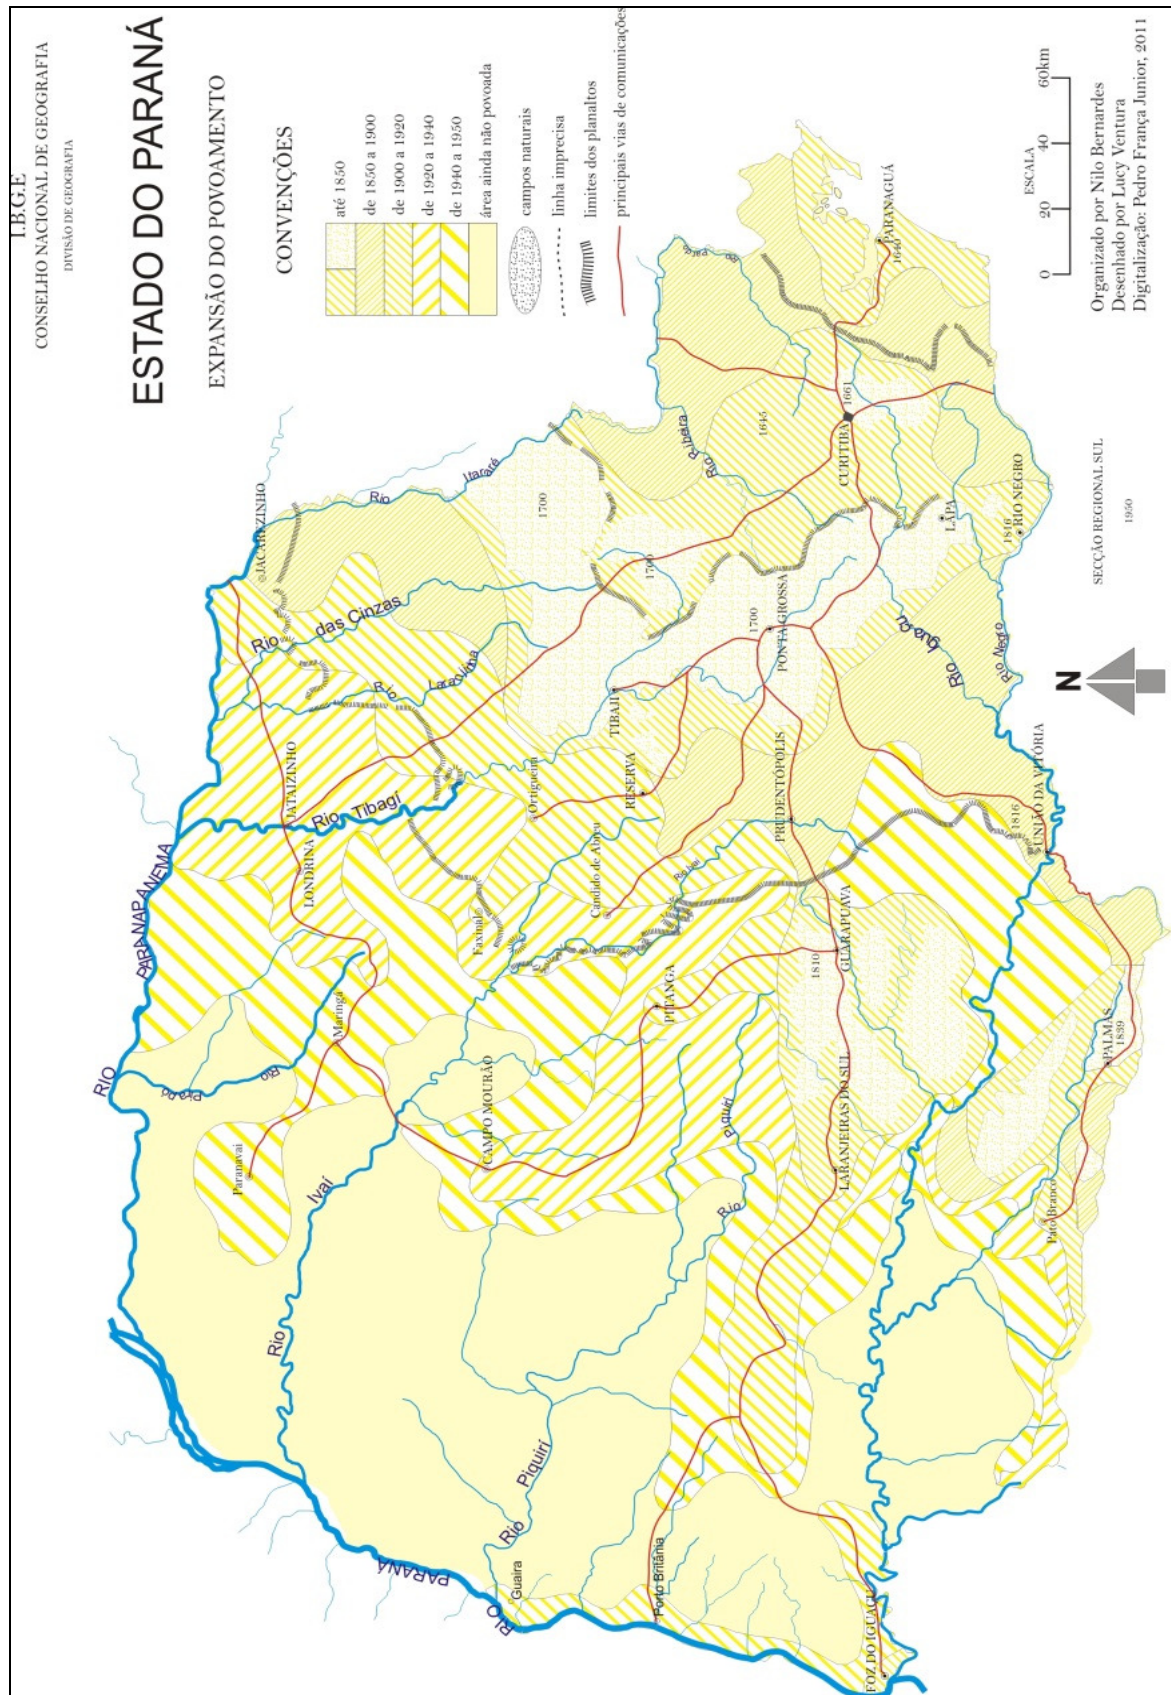 I.B.G.E
CONSELHO NACIONAL DE GEOGRAFIA
DIVISÃO DE GEOGRAFIA
ESTADO DO PARANÁ
EXPANSÃO DO POVOAMENTO
CONVENÇÕES
até 1850
de 1850 a 1900
de 1900 a 1920
de 1920 a 1940
de 1940 a 1950
área ainda não povoada
campos naturais
linha imprecisa
limites dos planaltos
principais vias de comunicações
RIO PARANAPANEMA
RIO PARANÁ
Paranavai
Rio Ivaí
Maringá
LONDRINA
JATAIZINHO
Rio Tibagí
Rio Laranjinha
Rio das Cinzas
JACAREZINHO
Rio Itararé
1700
Faxinal
Ortigueira
CAMPO MOURÃO
Candido de Abreu
Rio Ivaí
RESERVA
TIBAJI
1700
PITANGA
Guaira
Rio Piquirí
Rio Piquirí
Porto Britânia
PRUDENTÓPOLIS
PONTA GROSSA
1700
Rio Ribeira
1645
CURITIBA
1661
PARANAGUÁ
1640
LARANJEIRAS DO SUL
GUARAPUAVA
1810
FOZ DO IGUAÇÚ
Rio Iguaçu
LAPA
1816
RIO NEGRO
Rio Negro
UNIÃO DA VITÓRIA
1816
PALMAS
1839
Pato Branco
N
SECÇÃO REGIONAL SUL
1950
ESCALA
0 20 40 60km
Organizado por Nilo Bernardes
Desenhado por Lucy Ventura
Digitalização: Pedro França Junior, 2011